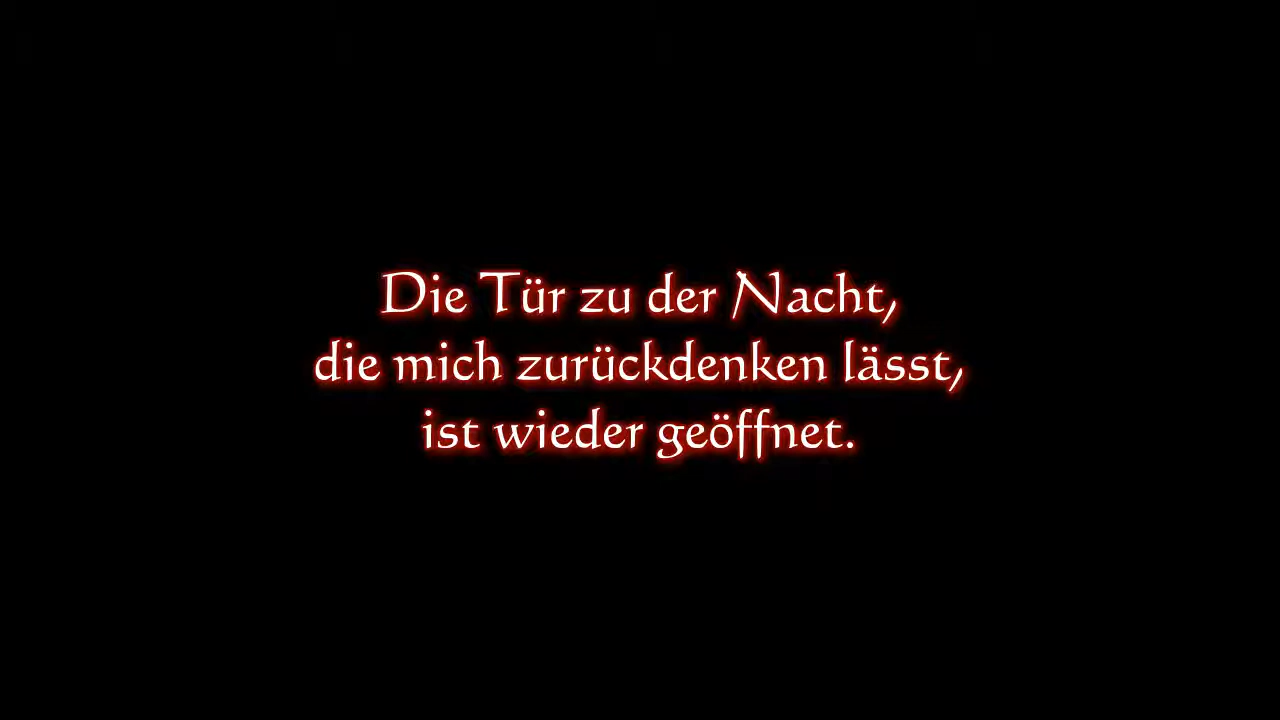 Die Tür zu der Nacht,
die mich zurückdenken lässt,
ist wieder geöffnet.